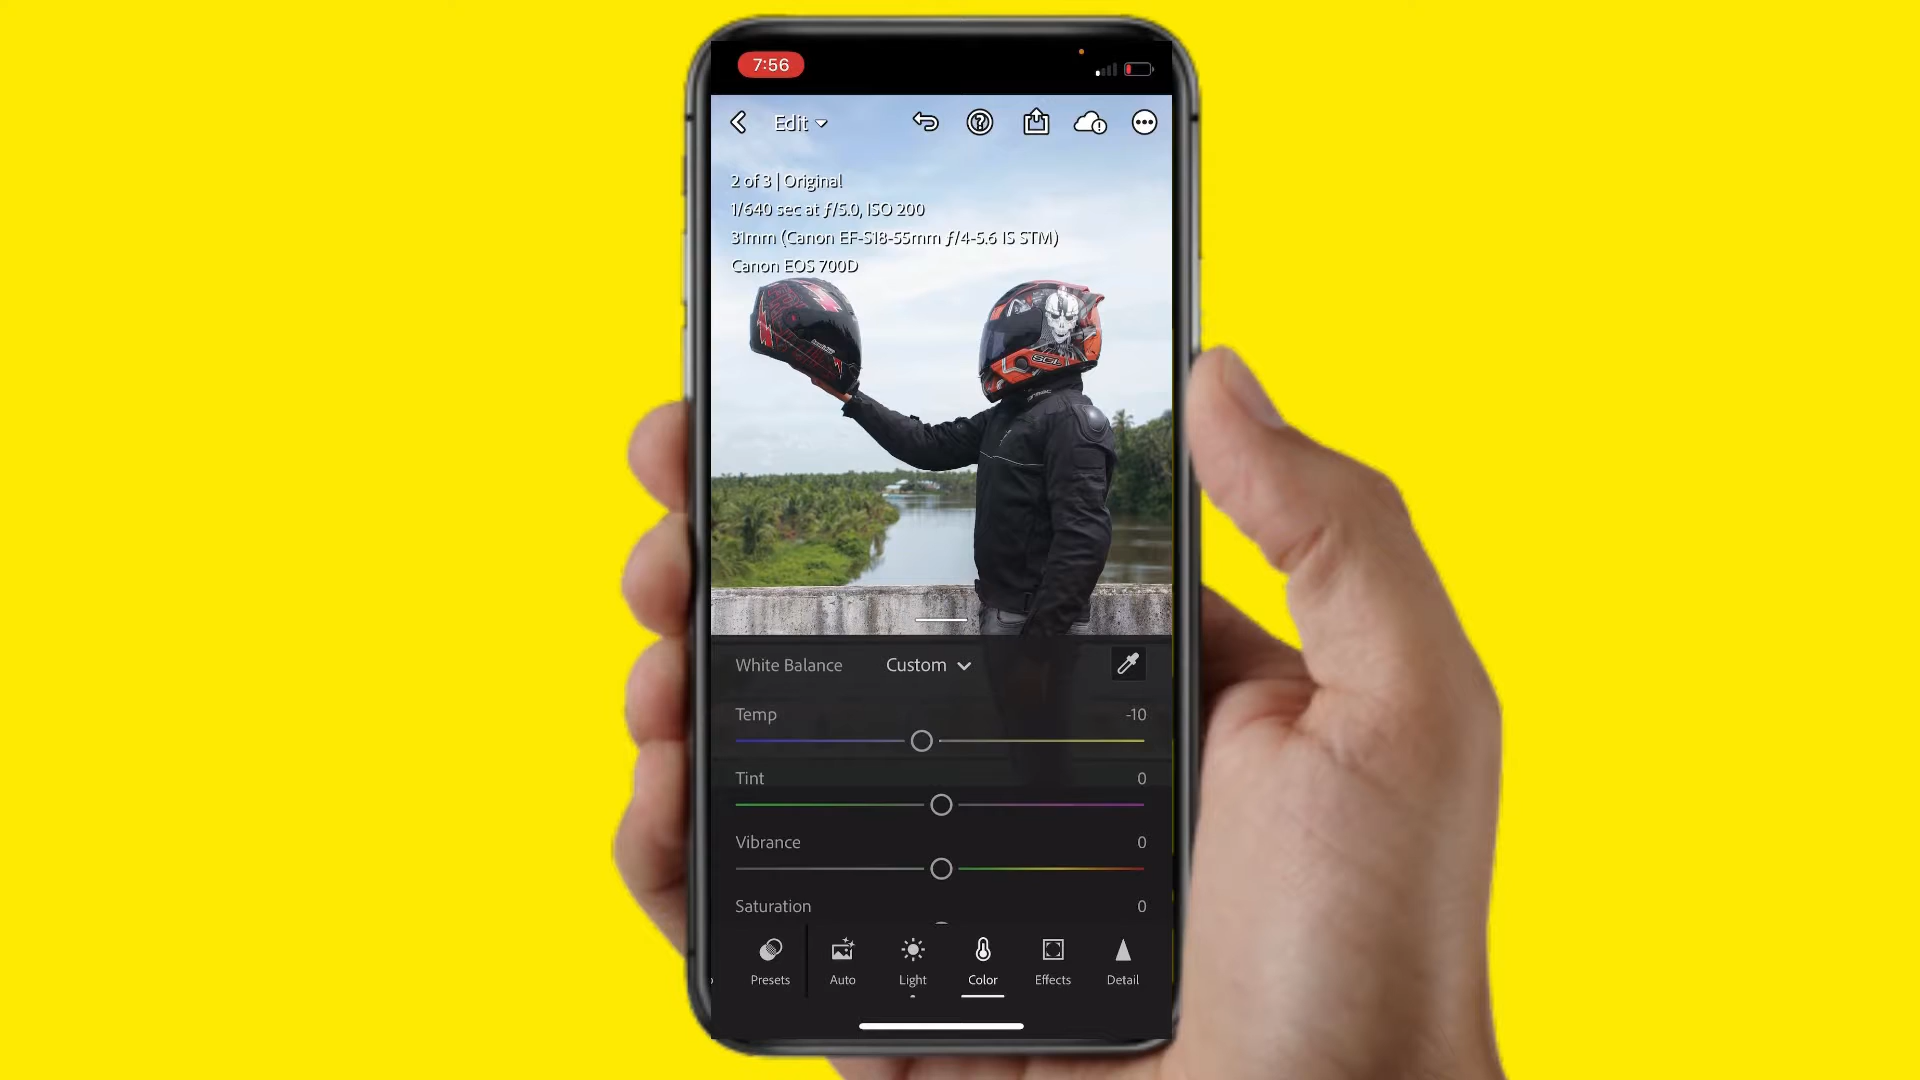 7:56
Edit
2 of 3 | Original
1/640 sec at ƒ/5.0, ISO 200
31mm (Canon EF-S18-55mm ƒ/4-5.6 IS STM)
Canon EOS 700D
SOL
White Balance Custom
Temp -10
Tint 0
Vibrance 0
Saturation 0
Presets Auto Light Color Effects Detail